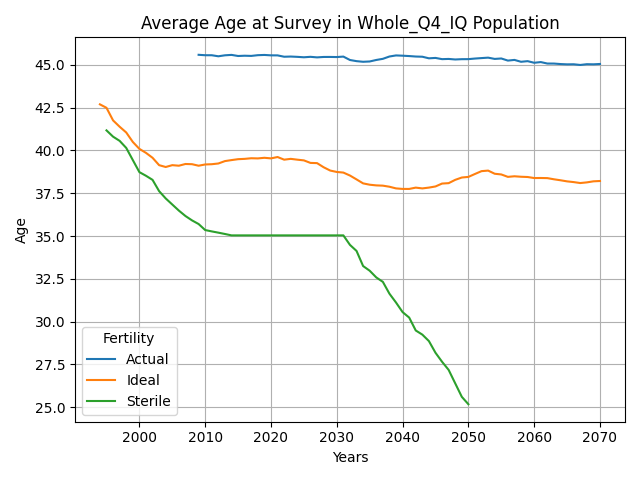 Average Age at Survey in Whole_Q4_IQ Population
Age
45.0
42.5
40.0
37.5
35.0
32.5
30.0
27.5
25.0
Fertility
Actual
Ideal
Sterile
2000 2010 2020 2030 2040 2050 2060 2070
Years